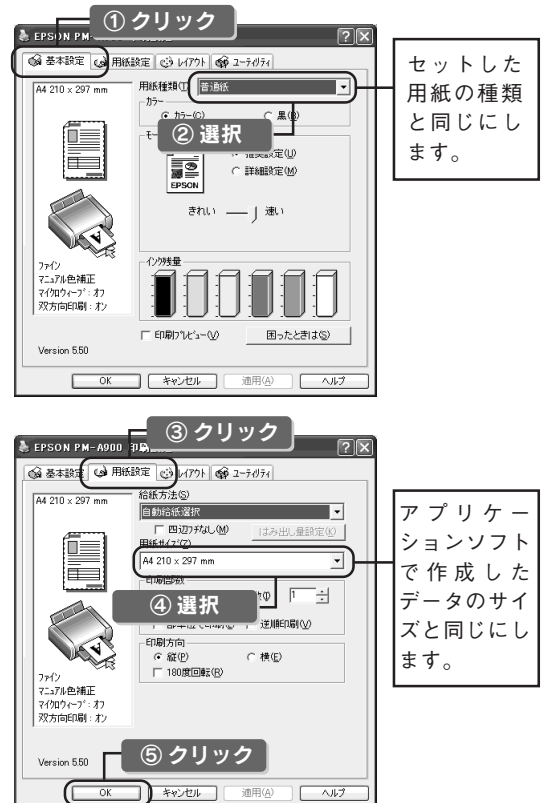 ① クリック
EPSON PM-
基本設定 用紙設定 レイアウト ユーティリティ
A4 210 x 297 mm
用紙種類(T) 普通紙
カラー
カラー(C) 黒(B)
② 選択
推奨設定(U)
詳細設定(M)
EPSON
きれい 速い
ファイン
マニュアル色補正
マイクロウィーブ: オフ
双方向印刷: オン
インク残量
印刷プレビュー(V) 困ったときは(S)
Version 5.50
OK キャンセル 適用(A) ヘルプ
セットした
用紙の種類
と同じにし
ます。
③ クリック
EPSON PM-A900
基本設定 用紙設定 レイアウト ユーティリティ
A4 210 x 297 mm
給紙方法(S)
自動給紙選択
四辺フチなし(M) はみ出し量設定(K)
用紙サイズ(Z)
A4 210 x 297 mm
印刷部数
④ 選択
1
逆順印刷(V)
印刷方向
縦(P) 横(E)
180度回転(R)
ファイン
マニュアル色補正
マイクロウィーブ: オフ
双方向印刷: オン
Version 5.50
⑤ クリック
OK キャンセル 適用(A) ヘルプ
アプリケー
ションソフト
で作成した
データのサイ
ズと同じにし
ます。